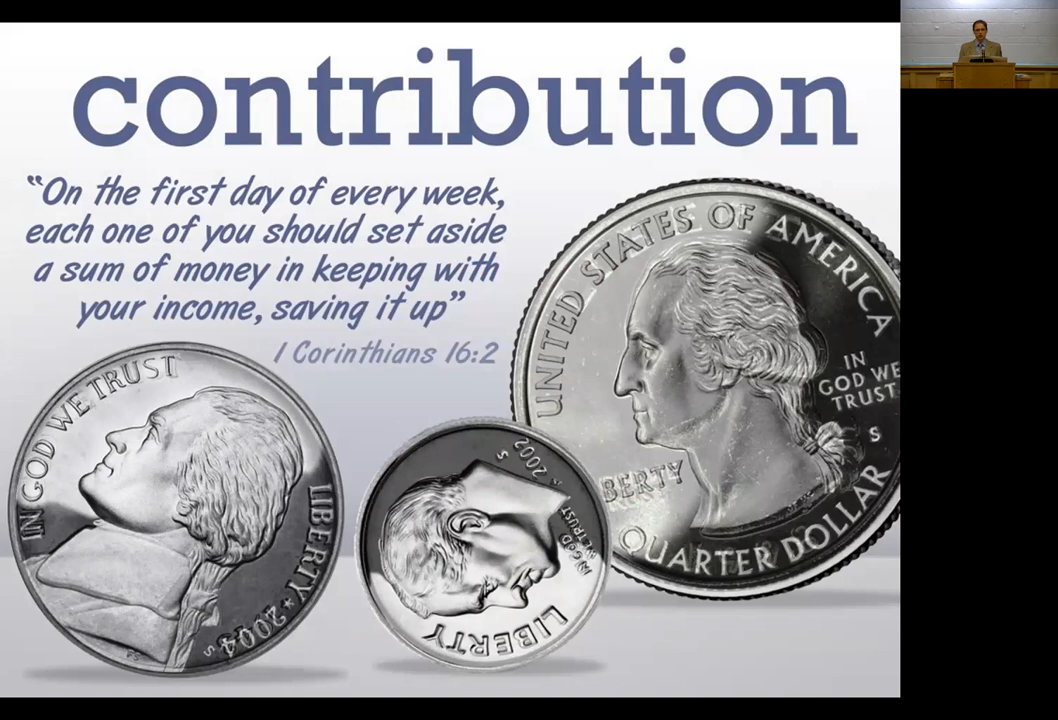 contribution
“On the first day of every week,
each one of you should set aside
a sum of money in keeping with
your income, saving it up”
1 Corinthians 16:2
UNITED STATES OF AMERICA
IN
GOD WE
TRUST
S
BERTY
QUARTER DOLLAR
IN GOD WE TRUST
LIBERTY * 2004
S
FS
S 2002
IN GOD
WE TRUST
LIBERTY